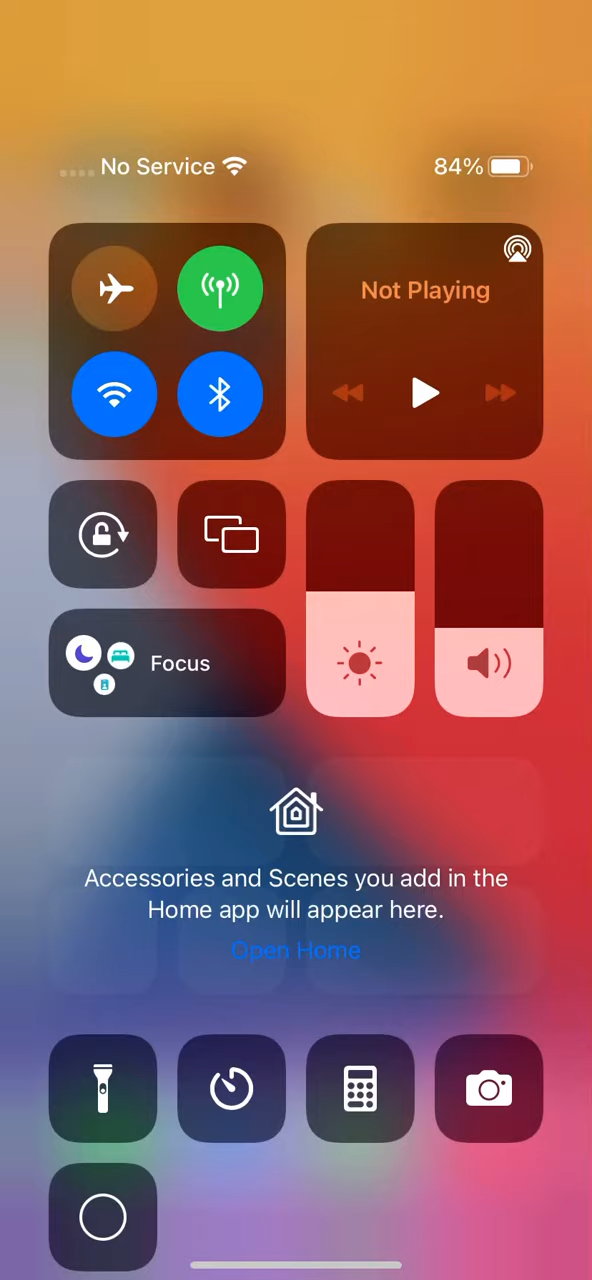 No Service
84%
Not Playing
Focus
Accessories and Scenes you add in the
Home app will appear here.
Open Home